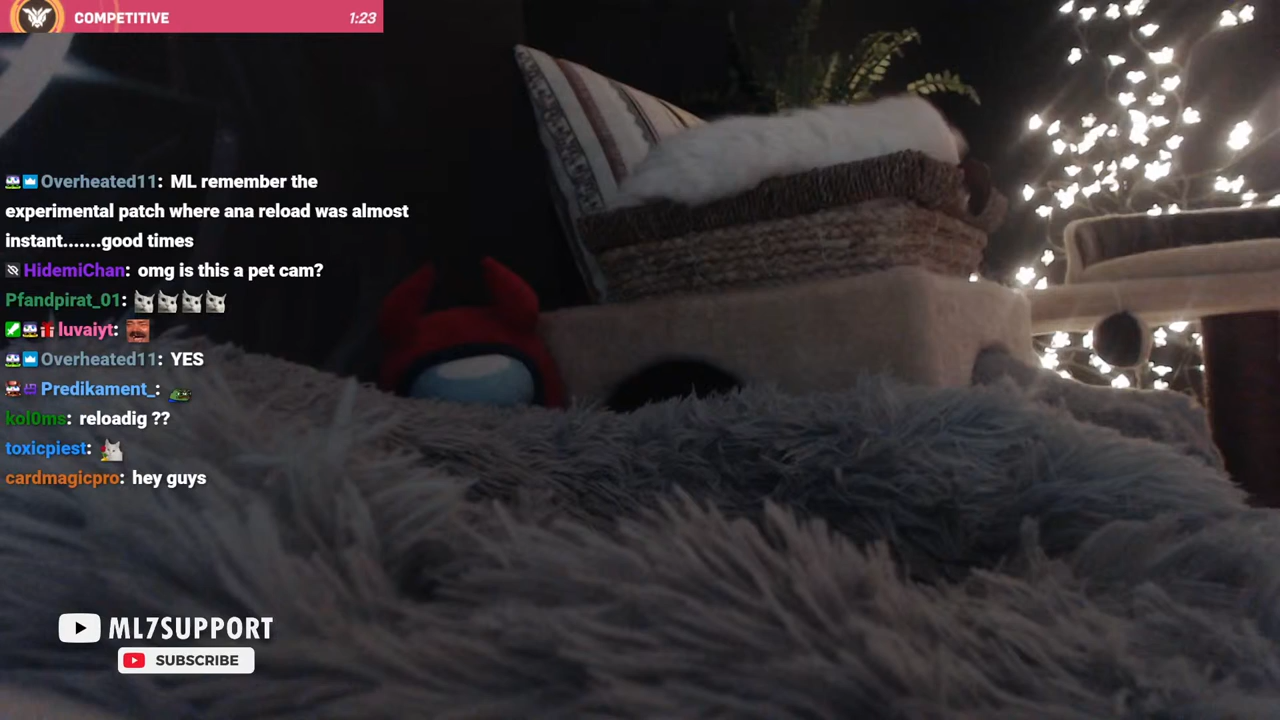 COMPETITIVE 1:23
Overheated11: ML remember the
experimental patch where ana reload was almost
instant.......good times
HidemiChan: omg is this a pet cam?
Pfandpirat_01:
luvaiyt:
Overheated11: YES
Predikament_:
kol0ms: reloadig ??
toxicpiest:
cardmagicpro: hey guys
ML7SUPPORT
SUBSCRIBE